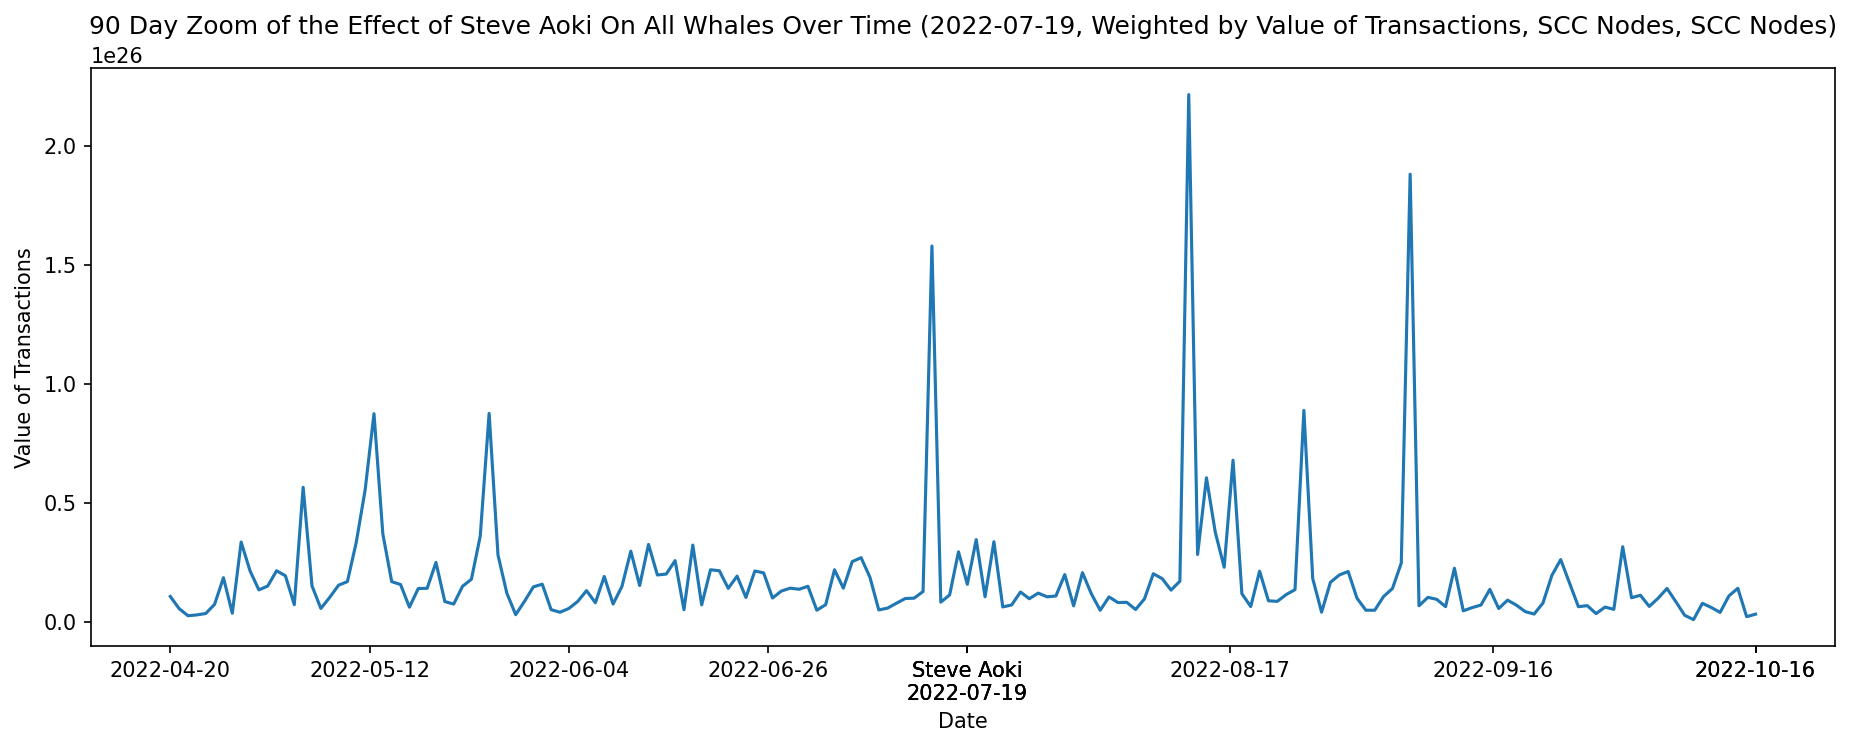 90 Day Zoom of the Effect of Steve Aoki On All Whales Over Time (2022-07-19, Weighted by Value of Transactions, SCC Nodes, SCC Nodes)
1e26
2.0
1.5
1.0
0.5
0.0
Value of Transactions
2022-04-20 2022-05-12 2022-06-04 2022-06-26 Steve Aoki 2022-08-17 2022-09-16 2022-10-16
2022-07-19
Date